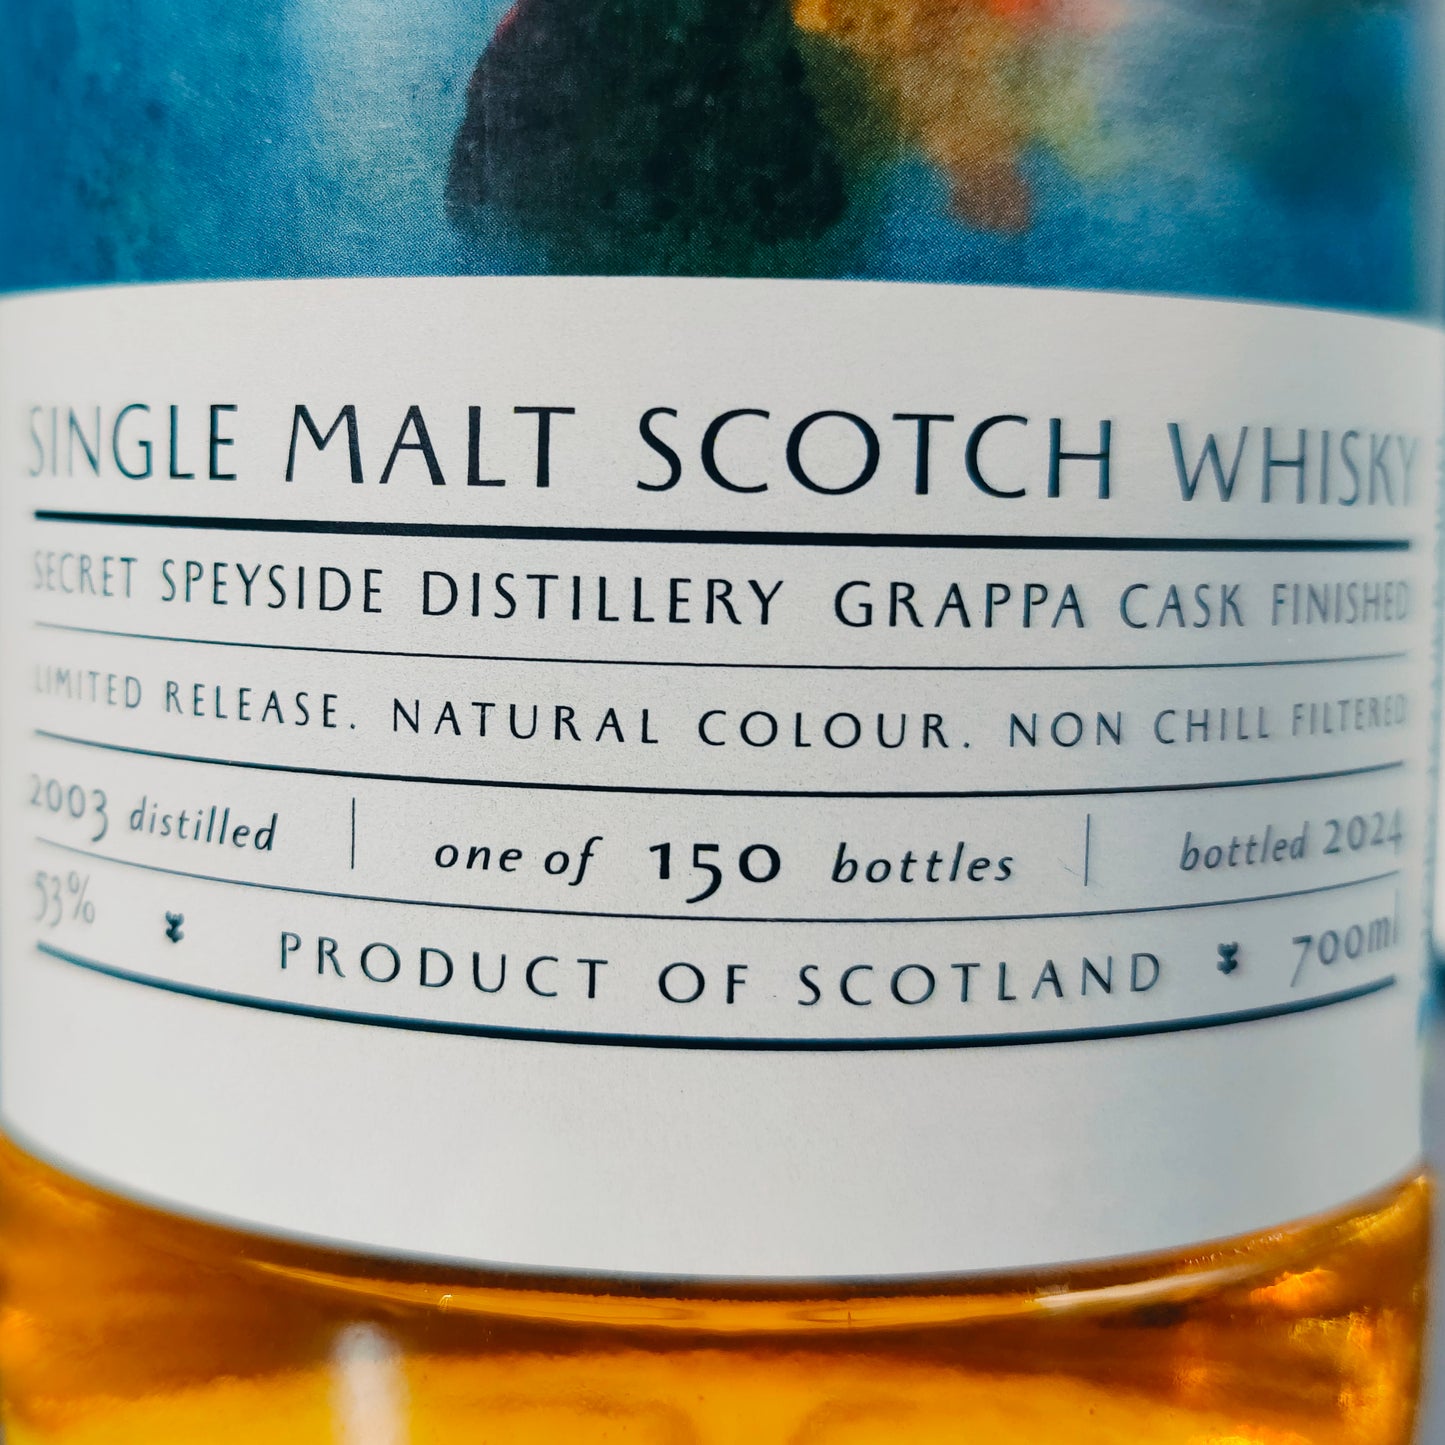 SINGLE MALT SCOTCH WHISKY
SECRET SPEYSIDE DISTILLERY GRAPPA CASK FINISHED
LIMITED RELEASE. NATURAL COLOUR. NON CHILL FILTERED
2003 distilled | one of 150 bottles | bottled 2024
53% PRODUCT OF SCOTLAND 700ml